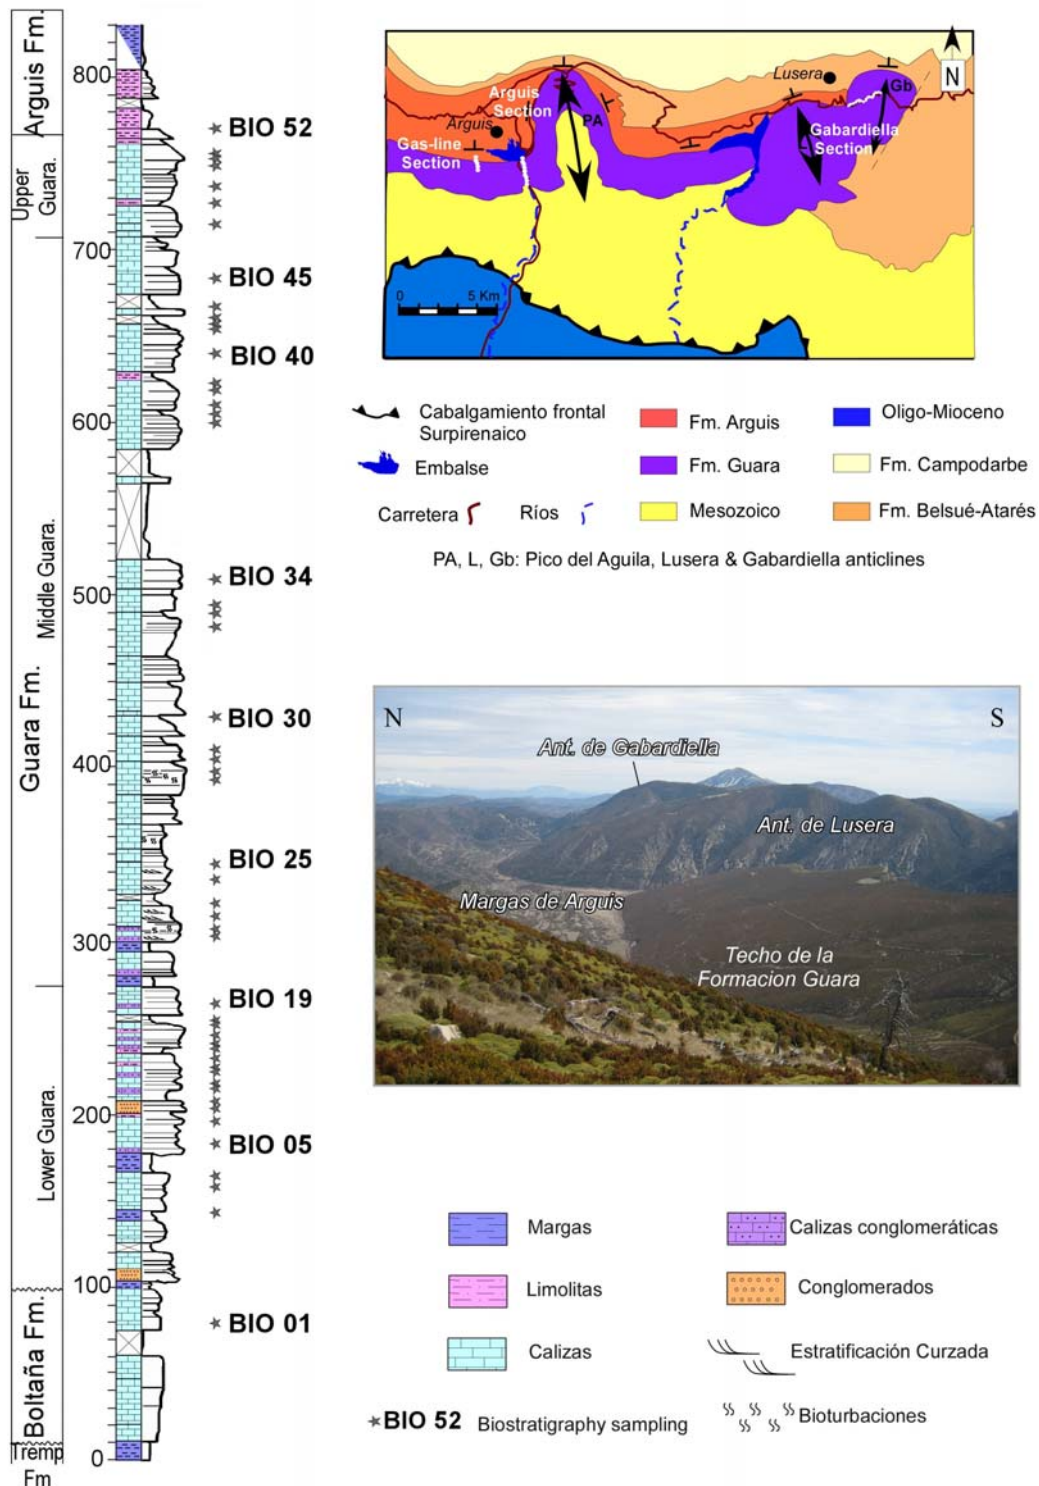 Arguis Fm.
Upper
Guara.
Middle Guara.
Guara Fm.
Lower Guara.
Boltaña Fm.
Tremp
Fm
800
700
600
500
400
300
200
100
0
BIO 52
BIO 45
BIO 40
BIO 34
BIO 30
BIO 25
BIO 19
BIO 05
BIO 01
Lusera
N
Gb
Arguis
Section
PA
Arguis
Gas-line
Section
Gabardiella
Section
0 5 Km
Cabalgamiento frontal
Surpirenaico
Embalse
Carretera
Ríos
Fm. Arguis
Fm. Guara
Mesozoico
Oligo-Mioceno
Fm. Campodarbe
Fm. Belsué-Atarés
PA, L, Gb: Pico del Aguila, Lusera & Gabardiella anticlines
N
S
Ant. de Gabardiella
Ant. de Lusera
Margas de Arguis
Techo de la
Formacion Guara
Margas
Limolitas
Calizas
BIO 52 Biostratigraphy sampling
Calizas conglomeráticas
Conglomerados
Estratificación Curzada
Bioturbaciones